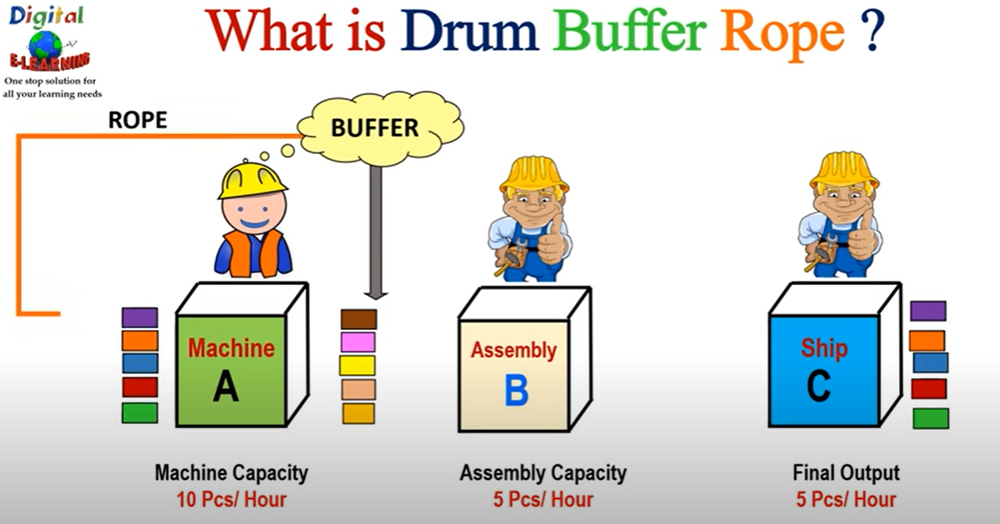 Digital
E-LEARNING
One stop solution for
all your learning needs
What is Drum Buffer Rope ?
ROPE
BUFFER
Machine
A
Assembly
B
Ship
C
Machine Capacity
10 Pcs/ Hour
Assembly Capacity
5 Pcs/ Hour
Final Output
5 Pcs/ Hour